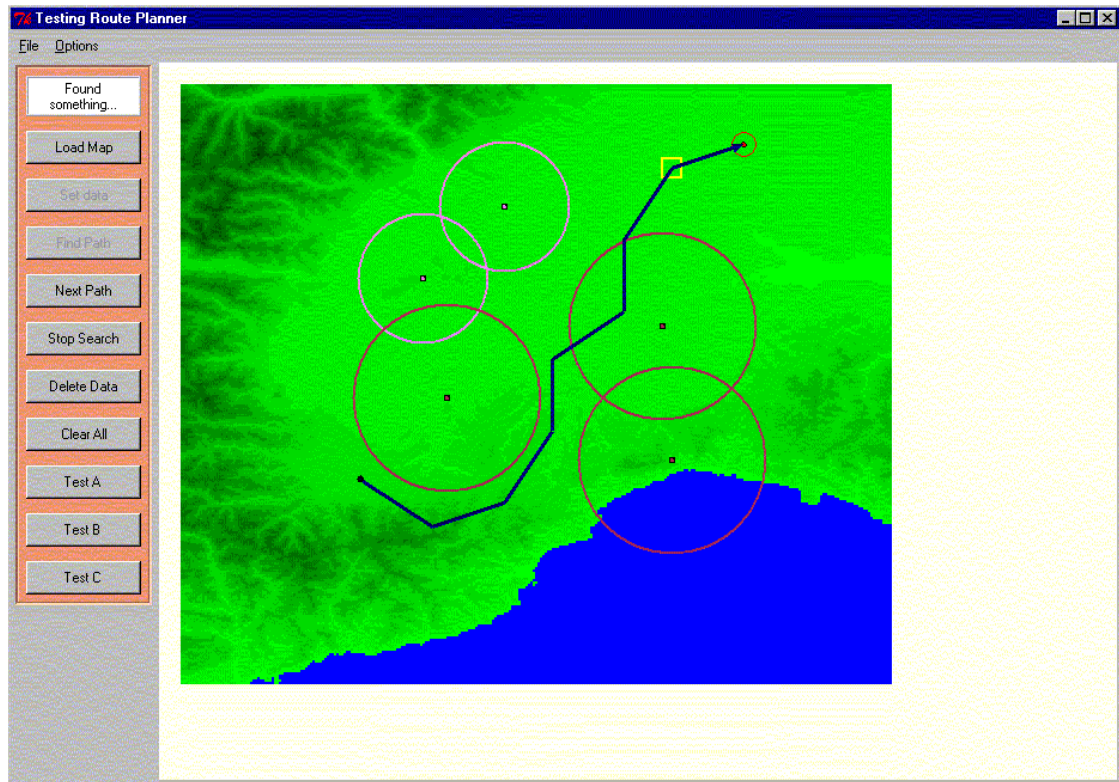 Testing Route Planner
File Options
Found
something...
Load Map
Set data
Find Path
Next Path
Stop Search
Delete Data
Clear All
Test A
Test B
Test C